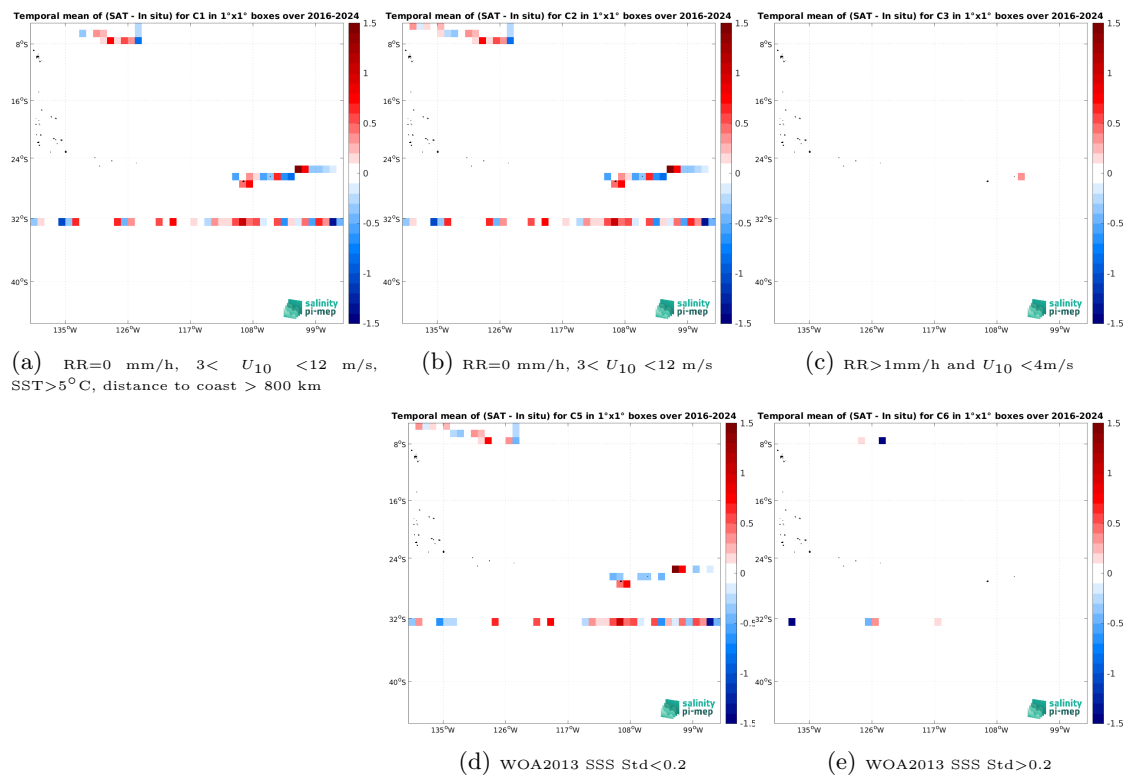 Temporal mean of (SAT - In situ) for C1 in 1°x1° boxes over 2016-2024
8°S
16°S
24°S
32°S
40°S
135°W
126°W
117°W
108°W
99°W
1.5
1
0.5
0
-0.5
-1
-1.5
salinity
pi-mep
(a) RR=0 mm/h, 3< U10 <12 m/s,
SST>5°C, distance to coast > 800 km
Temporal mean of (SAT - In situ) for C2 in 1°x1° boxes over 2016-2024
8°S
16°S
24°S
32°S
40°S
135°W
126°W
117°W
108°W
99°W
1.5
1
0.5
0
-0.5
-1
-1.5
salinity
pi-mep
(b) RR=0 mm/h, 3< U10 <12 m/s
Temporal mean of (SAT - In situ) for C3 in 1°x1° boxes over 2016-2024
8°S
16°S
24°S
32°S
40°S
135°W
126°W
117°W
108°W
99°W
1.5
1
0.5
0
-0.5
-1
-1.5
salinity
pi-mep
(c) RR>1mm/h and U10 <4m/s
Temporal mean of (SAT - In situ) for C5 in 1°x1° boxes over 2016-2024
8°S
16°S
24°S
32°S
40°S
135°W
126°W
117°W
108°W
99°W
1.5
1
0.5
0
-0.5
-1
-1.5
salinity
pi-mep
(d) WOA2013 SSS Std<0.2
Temporal mean of (SAT - In situ) for C6 in 1°x1° boxes over 2016-2024
8°S
16°S
24°S
32°S
40°S
135°W
126°W
117°W
108°W
99°W
1.5
1
0.5
0
-0.5
-1
-1.5
salinity
pi-mep
(e) WOA2013 SSS Std>0.2